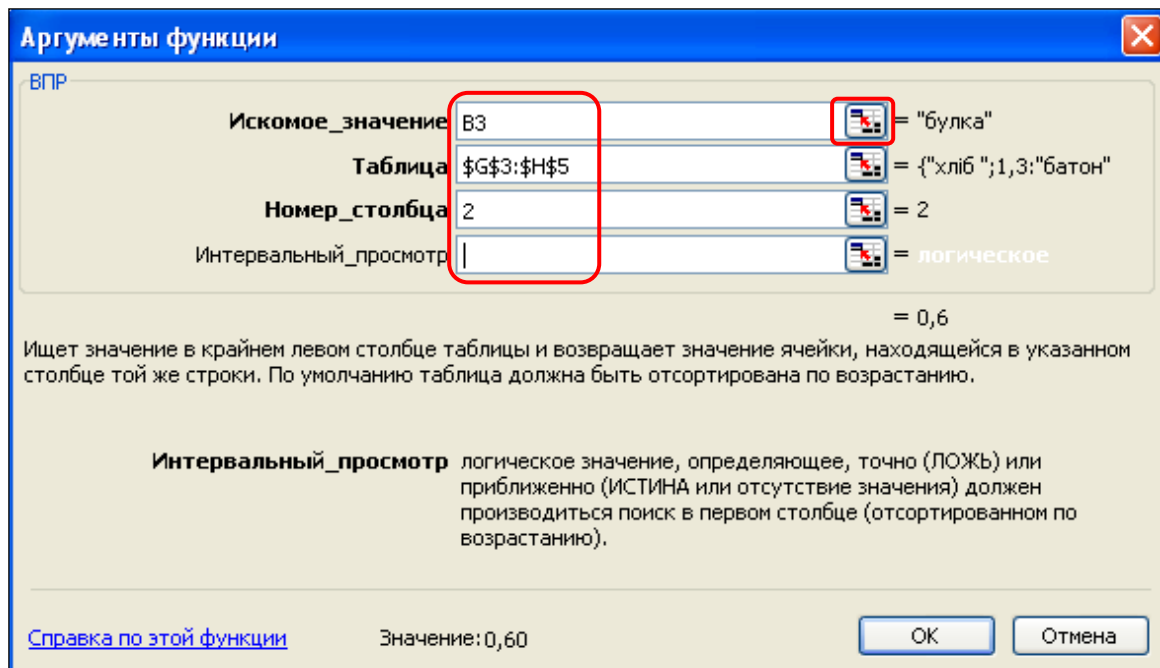 Аргументы функции
ВПР
Искомое_значение B3 = "булка"
Таблица $G$3:$H$5 = {"хліб ";1,3:"батон"
Номер_столбца 2 = 2
Интервальный_просмотр = логическое
= 0,6
Ищет значение в крайнем левом столбце таблицы и возвращает значение ячейки, находящейся в указанном
столбце той же строки. По умолчанию таблица должна быть отсортирована по возрастанию.
Интервальный_просмотр логическое значение, определяющее, точно (ЛОЖЬ) или
приближенно (ИСТИНА или отсутствие значения) должен
производиться поиск в первом столбце (отсортированном по
возрастанию).
Справка по этой функции Значение:0,60 ОК Отмена